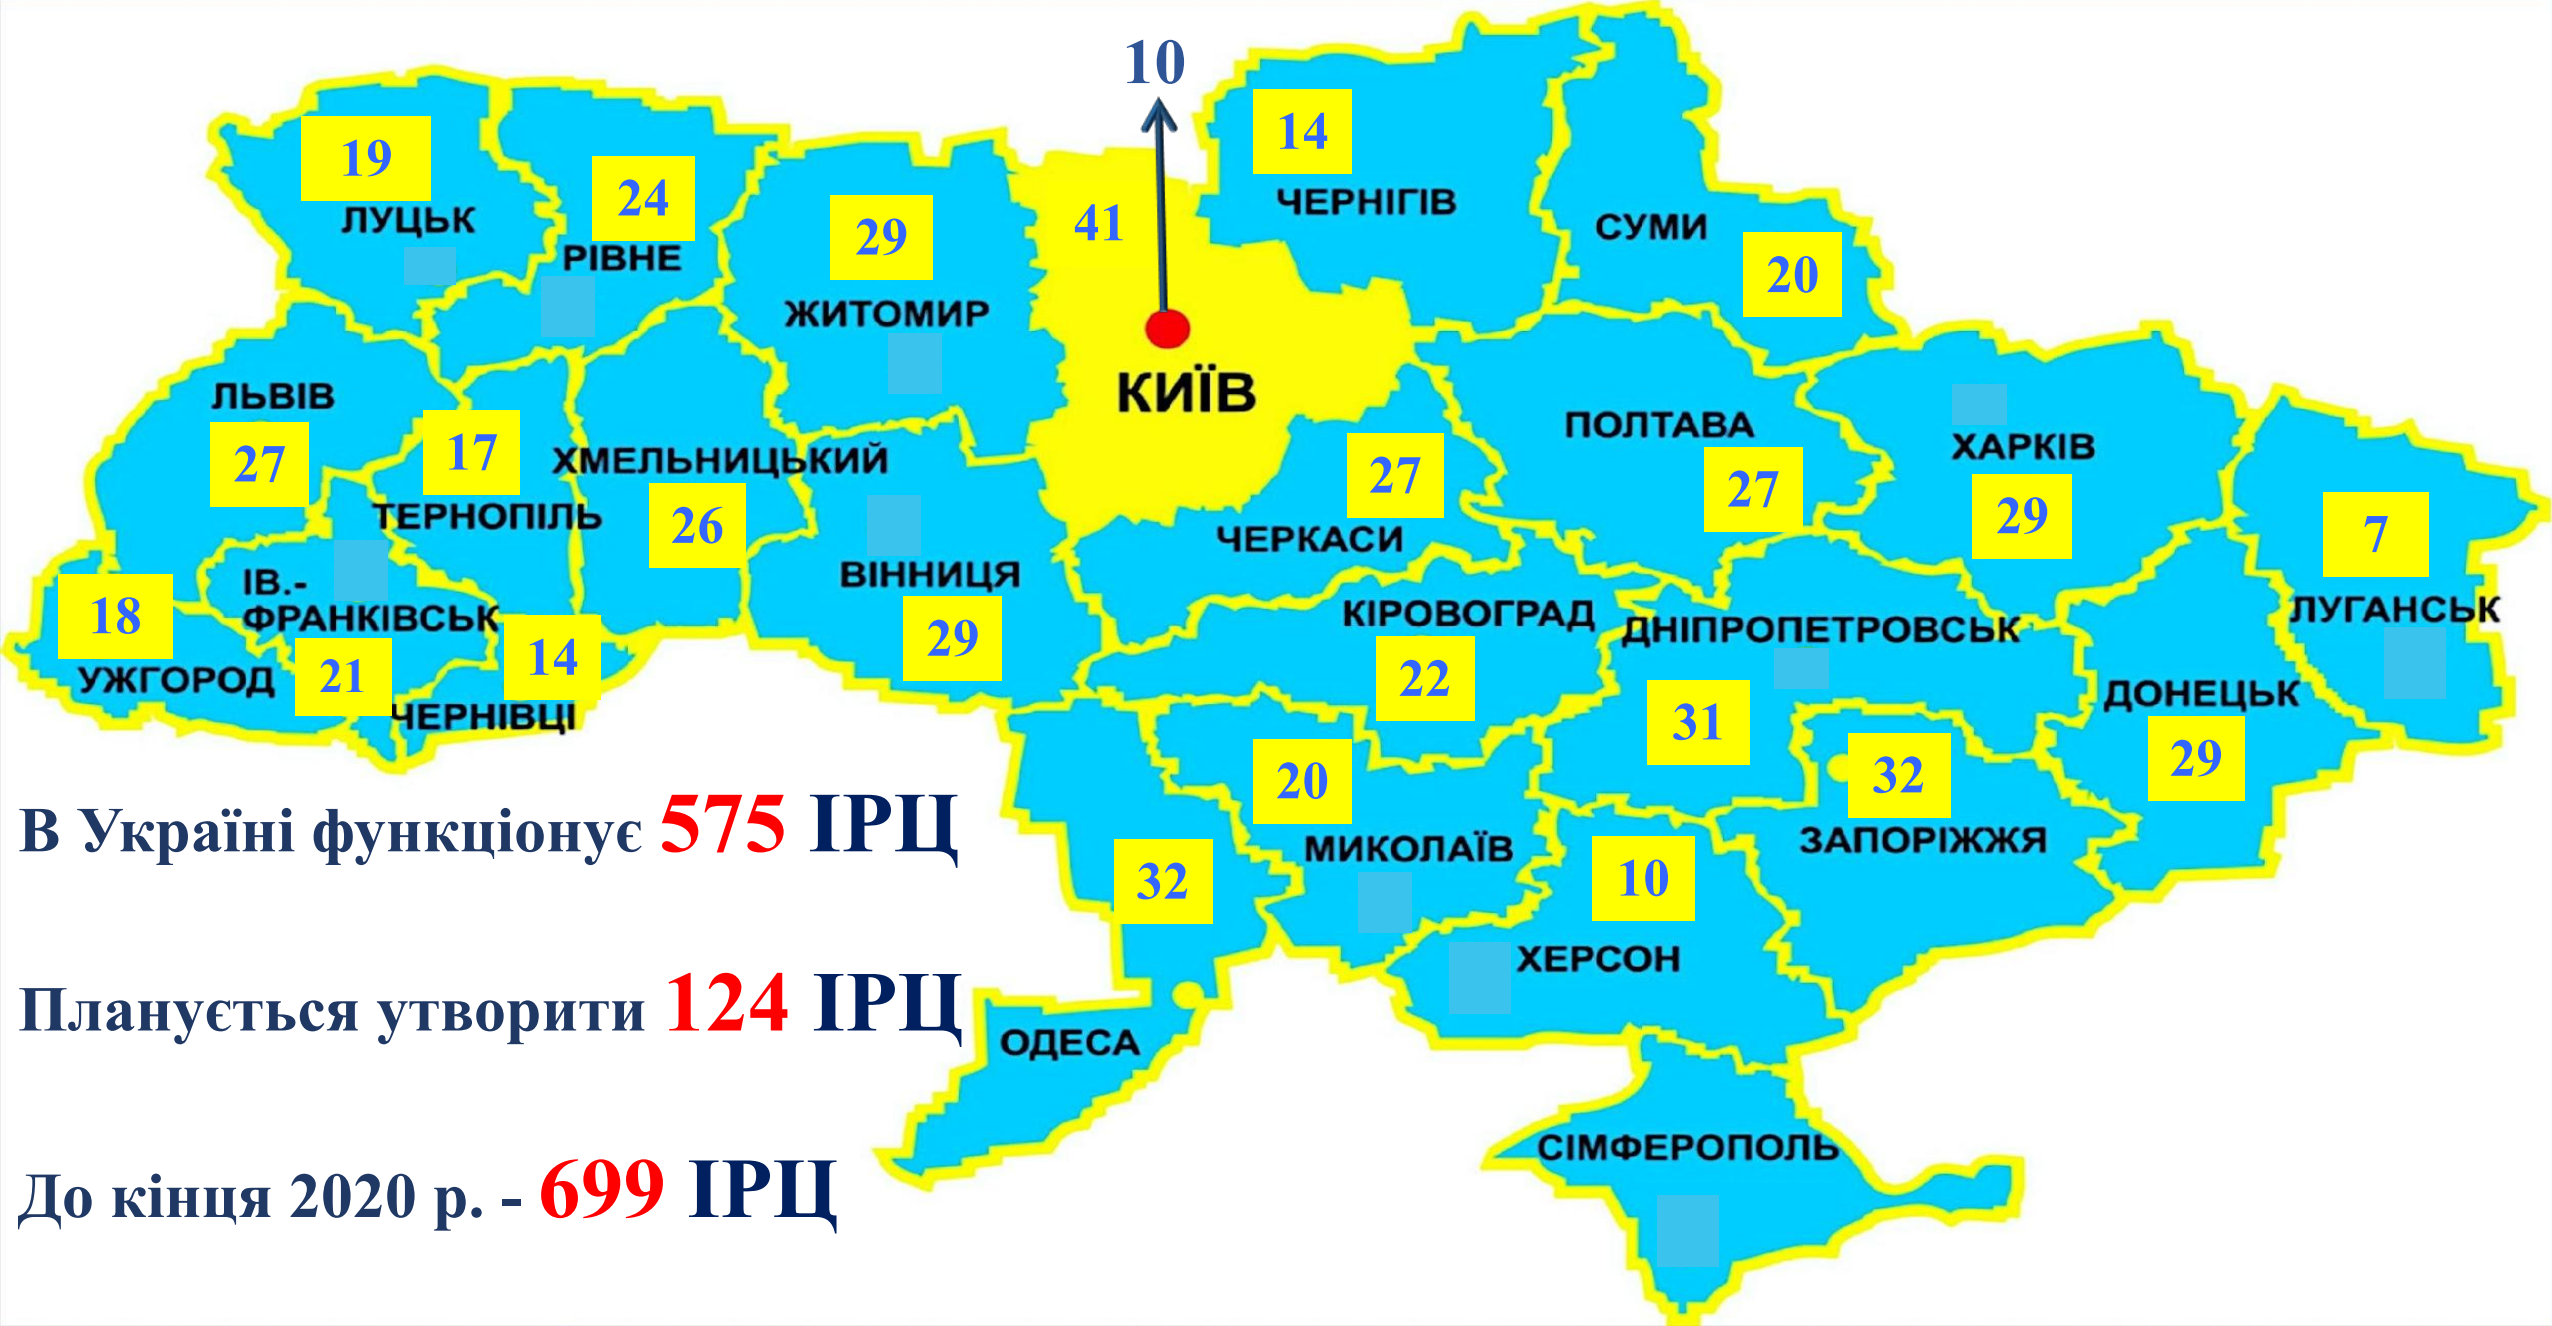 10
14
19
ЛУЦЬК
24
РІВНЕ
29
ЖИТОМИР
41
КИЇВ
ЧЕРНІГІВ
СУМИ
20
ЛЬВІВ
27
17
ТЕРНОПІЛЬ
ХМЕЛЬНИЦЬКИЙ
26
27
ЧЕРКАСИ
ПОЛТАВА
27
ХАРКІВ
29
7
ЛУГАНСЬК
18
УЖГОРОД
ІВ.-
ФРАНКІВСЬК
21
14
ЧЕРНІВЦІ
ВІННИЦЯ
29
КІРОВОГРАД
22
ДНІПРОПЕТРОВСЬК
31
ДОНЕЦЬК
29
32
ЗАПОРІЖЖЯ
20
МИКОЛАЇВ
32
ОДЕСА
10
ХЕРСОН
СІМФЕРОПОЛЬ
В Україні функціонує 575 ІРЦ
Планується утворити 124 ІРЦ
До кінця 2020 р. - 699 ІРЦ